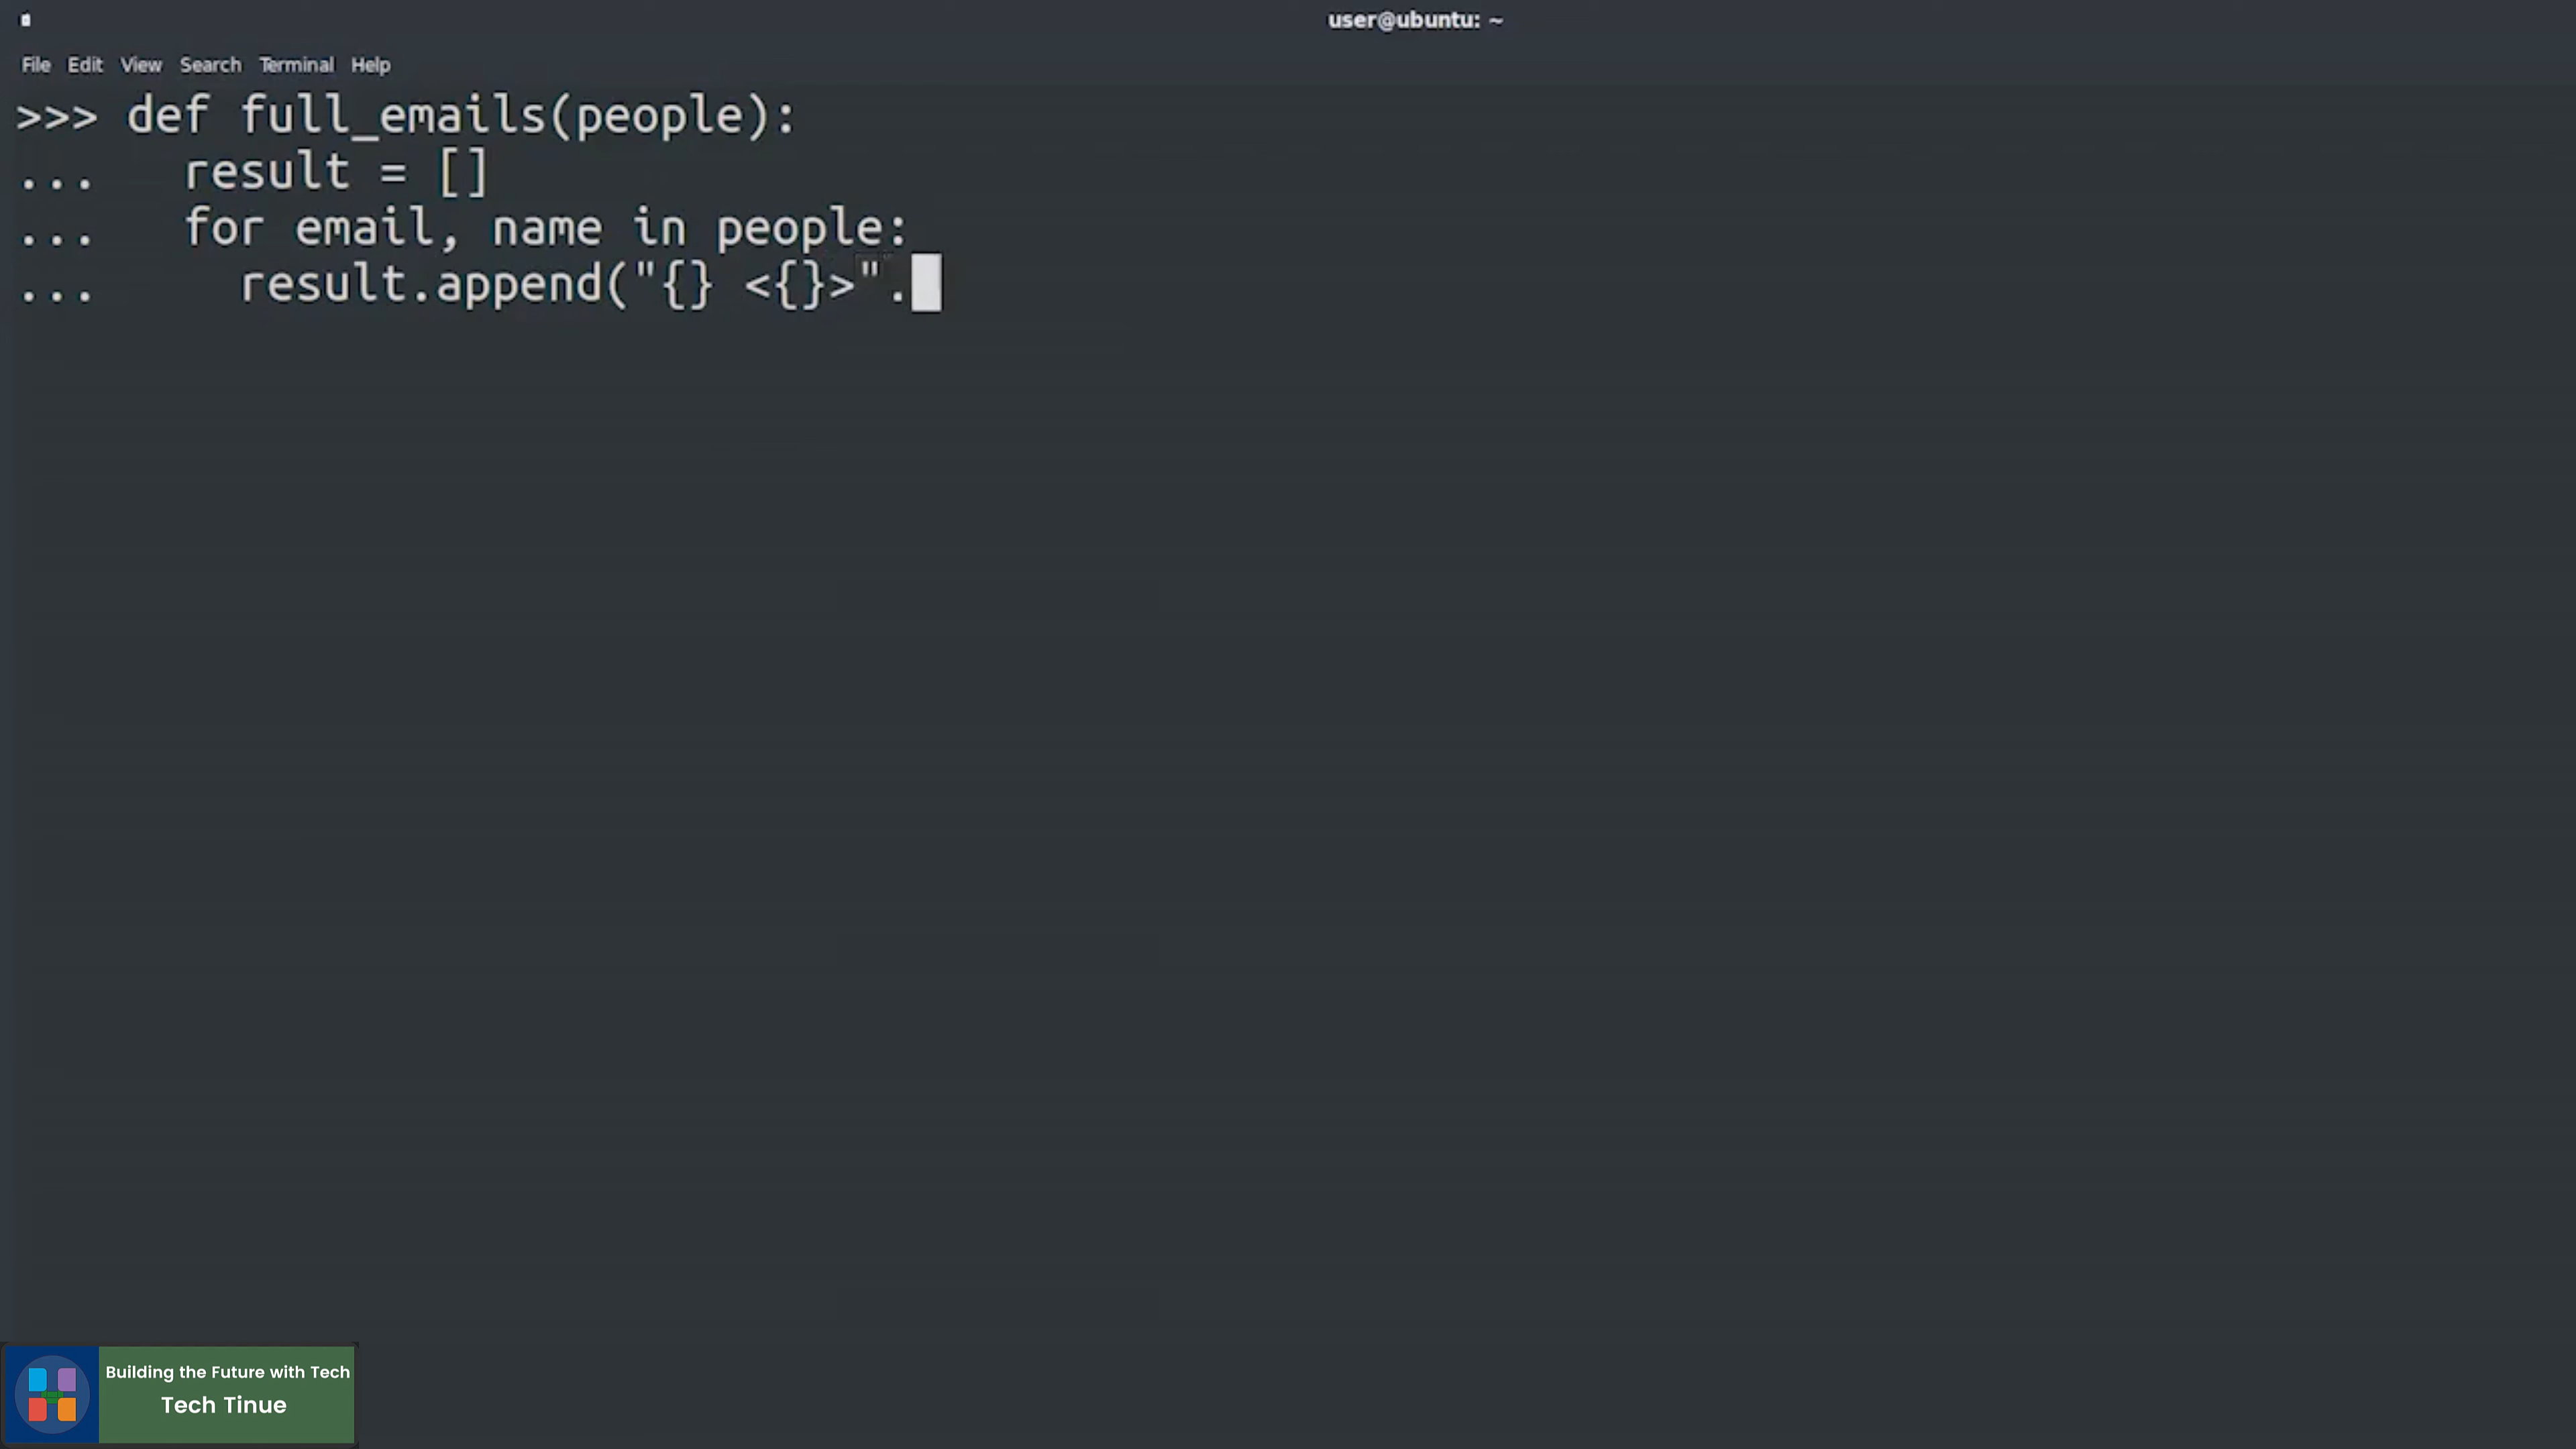 user@ubuntu: ~
File Edit View Search Terminal Help
>>> def full_emails(people):
...   result = []
...   for email, name in people:
...     result.append("{} <{}>".
Building the Future with Tech
Tech Tinue